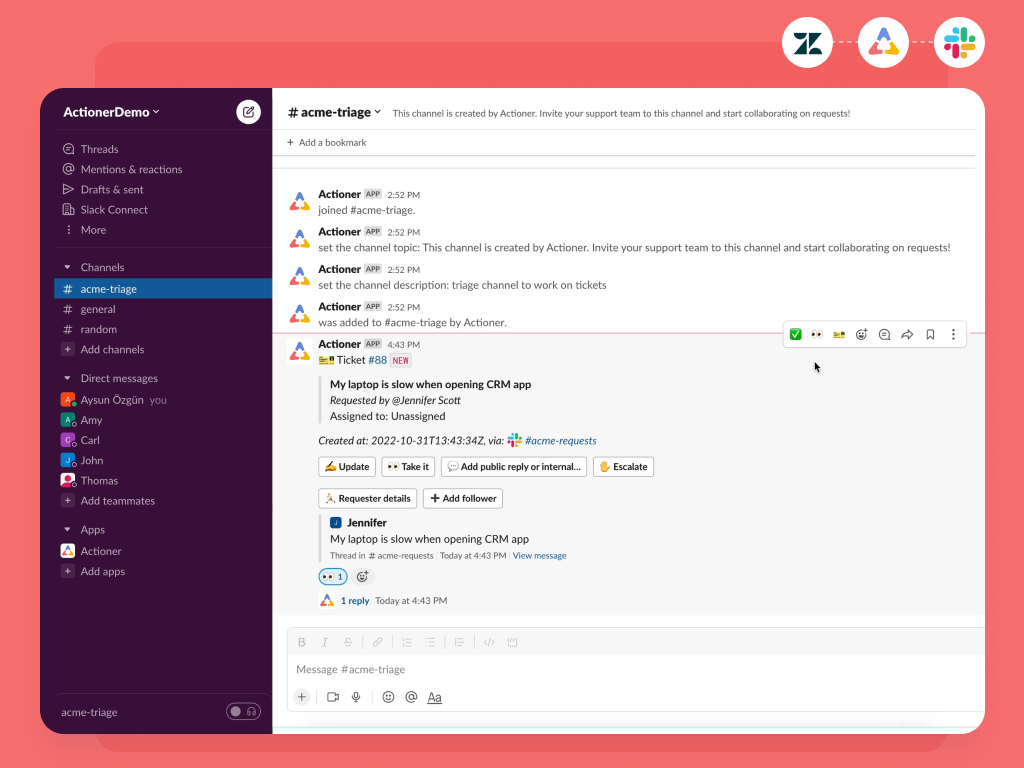 ActionerDemo
Threads
Mentions & reactions
Drafts & sent
Slack Connect
More
Channels
# acme-triage
# general
# random
+ Add channels
Direct messages
Aysun Özgün you
A Amy
C Carl
J John
Thomas
+ Add teammates
Apps
Actioner
+ Add apps
acme-triage
# acme-triage This channel is created by Actioner. Invite your support team to this channel and start collaborating on requests!
+ Add a bookmark
Actioner APP 2:52 PM
joined #acme-triage.
Actioner APP 2:52 PM
set the channel topic: This channel is created by Actioner. Invite your support team to this channel and start collaborating on requests!
Actioner APP 2:52 PM
set the channel description: triage channel to work on tickets
Actioner APP 2:52 PM
was added to #acme-triage by Actioner.
Actioner APP 4:43 PM
Ticket #88 NEW
My laptop is slow when opening CRM app
Requested by @Jennifer Scott
Assigned to: Unassigned
Created at: 2022-10-31T13:43:34Z, via: #acme-requests
✍️ Update 👀 Take it 💬 Add public reply or internal... ✋ Escalate
Requester details + Add follower
J Jennifer
My laptop is slow when opening CRM app
Thread in # acme-requests | Today at 4:43 PM | View message
👀 1
1 reply Today at 4:43 PM
B I S
Message #acme-triage
+ @ Aa